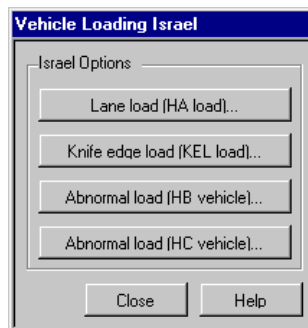 Vehicle Loading Israel
Israel Options
Lane load (HA load)...
Knife edge load (KEL load)...
Abnormal load (HB vehicle)...
Abnormal load (HC vehicle)...
Close Help